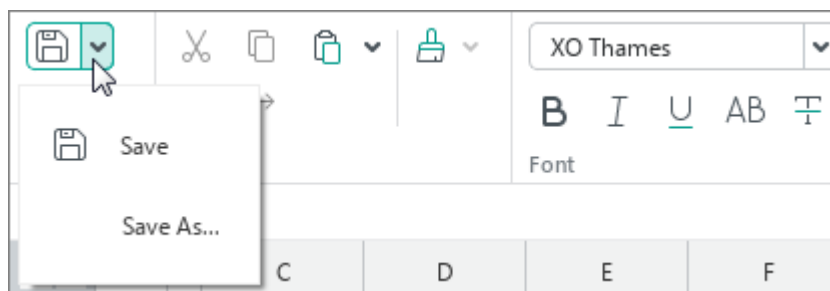 XO Thames
B I U AB T
Font
Save
Save As...
C D E F